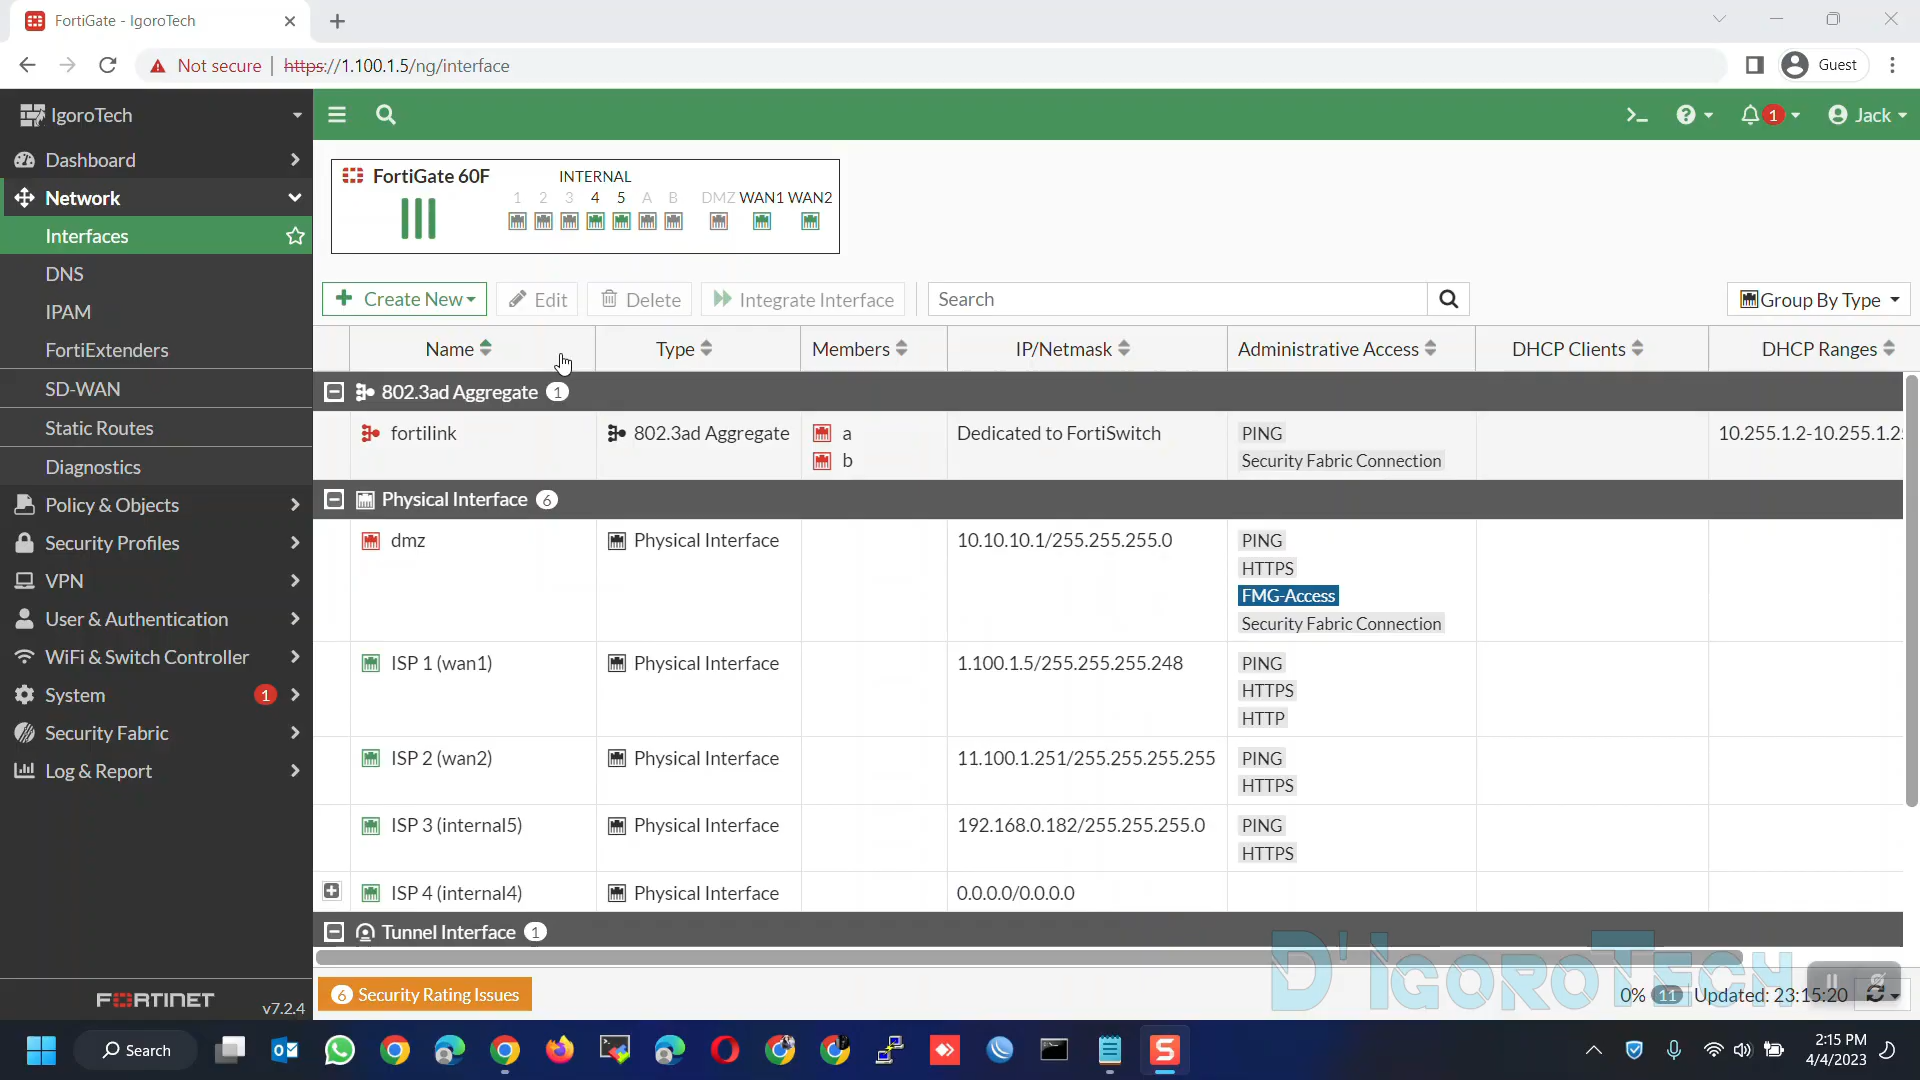 FortiGate - IgoroTech
Not secure | https://1.100.1.5/ng/interface
Guest
IgoroTech
Jack
1
Dashboard
Network
Interfaces
DNS
IPAM
FortiExtenders
SD-WAN
Static Routes
Diagnostics
Policy & Objects
Security Profiles
VPN
User & Authentication
WiFi & Switch Controller
System 1
Security Fabric
Log & Report
FORTINET v7.2.4
FortiGate 60F
INTERNAL
1 2 3 4 5 A B DMZ WAN1 WAN2
Create New Edit Delete Integrate Interface Search Group By Type
Name Type Members IP/Netmask Administrative Access DHCP Clients DHCP Ranges
802.3ad Aggregate 1
fortilink 802.3ad Aggregate a Dedicated to FortiSwitch PING 10.255.1.2-10.255.1.2
b Security Fabric Connection
Physical Interface 6
dmz Physical Interface 10.10.10.1/255.255.255.0 PING
HTTPS
FMG-Access
Security Fabric Connection
ISP 1 (wan1) Physical Interface 1.100.1.5/255.255.255.248 PING
HTTPS
HTTP
ISP 2 (wan2) Physical Interface 11.100.1.251/255.255.255.255 PING
HTTPS
ISP 3 (internal5) Physical Interface 192.168.0.182/255.255.255.0 PING
HTTPS
ISP 4 (internal4) Physical Interface 0.0.0.0/0.0.0.0
Tunnel Interface 1
D'IGOROTECH
6 Security Rating Issues
0% 11 Updated: 23:15:20
Search
2:15 PM
4/4/2023